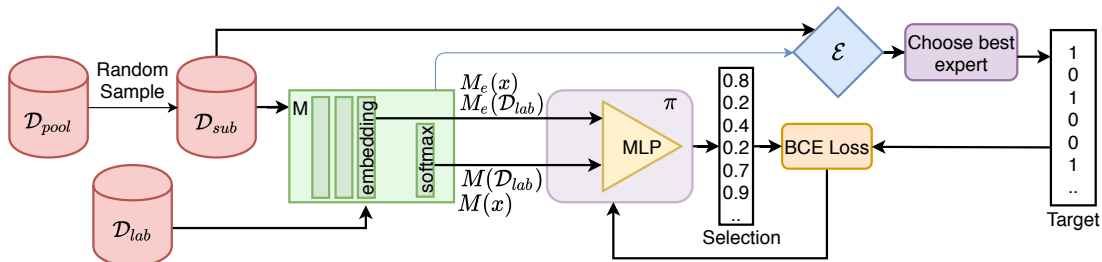 𝒟_pool
Random
Sample
𝒟_sub
𝒟_lab
M
embedding
softmax
M_e(x)
M_e(𝒟_lab)
M(𝒟_lab)
M(x)
π
MLP
0.8
0.2
0.4
0.2
0.7
0.9
..
Selection
BCE Loss
ℰ
Choose best
expert
1
0
1
0
0
1
..
Target